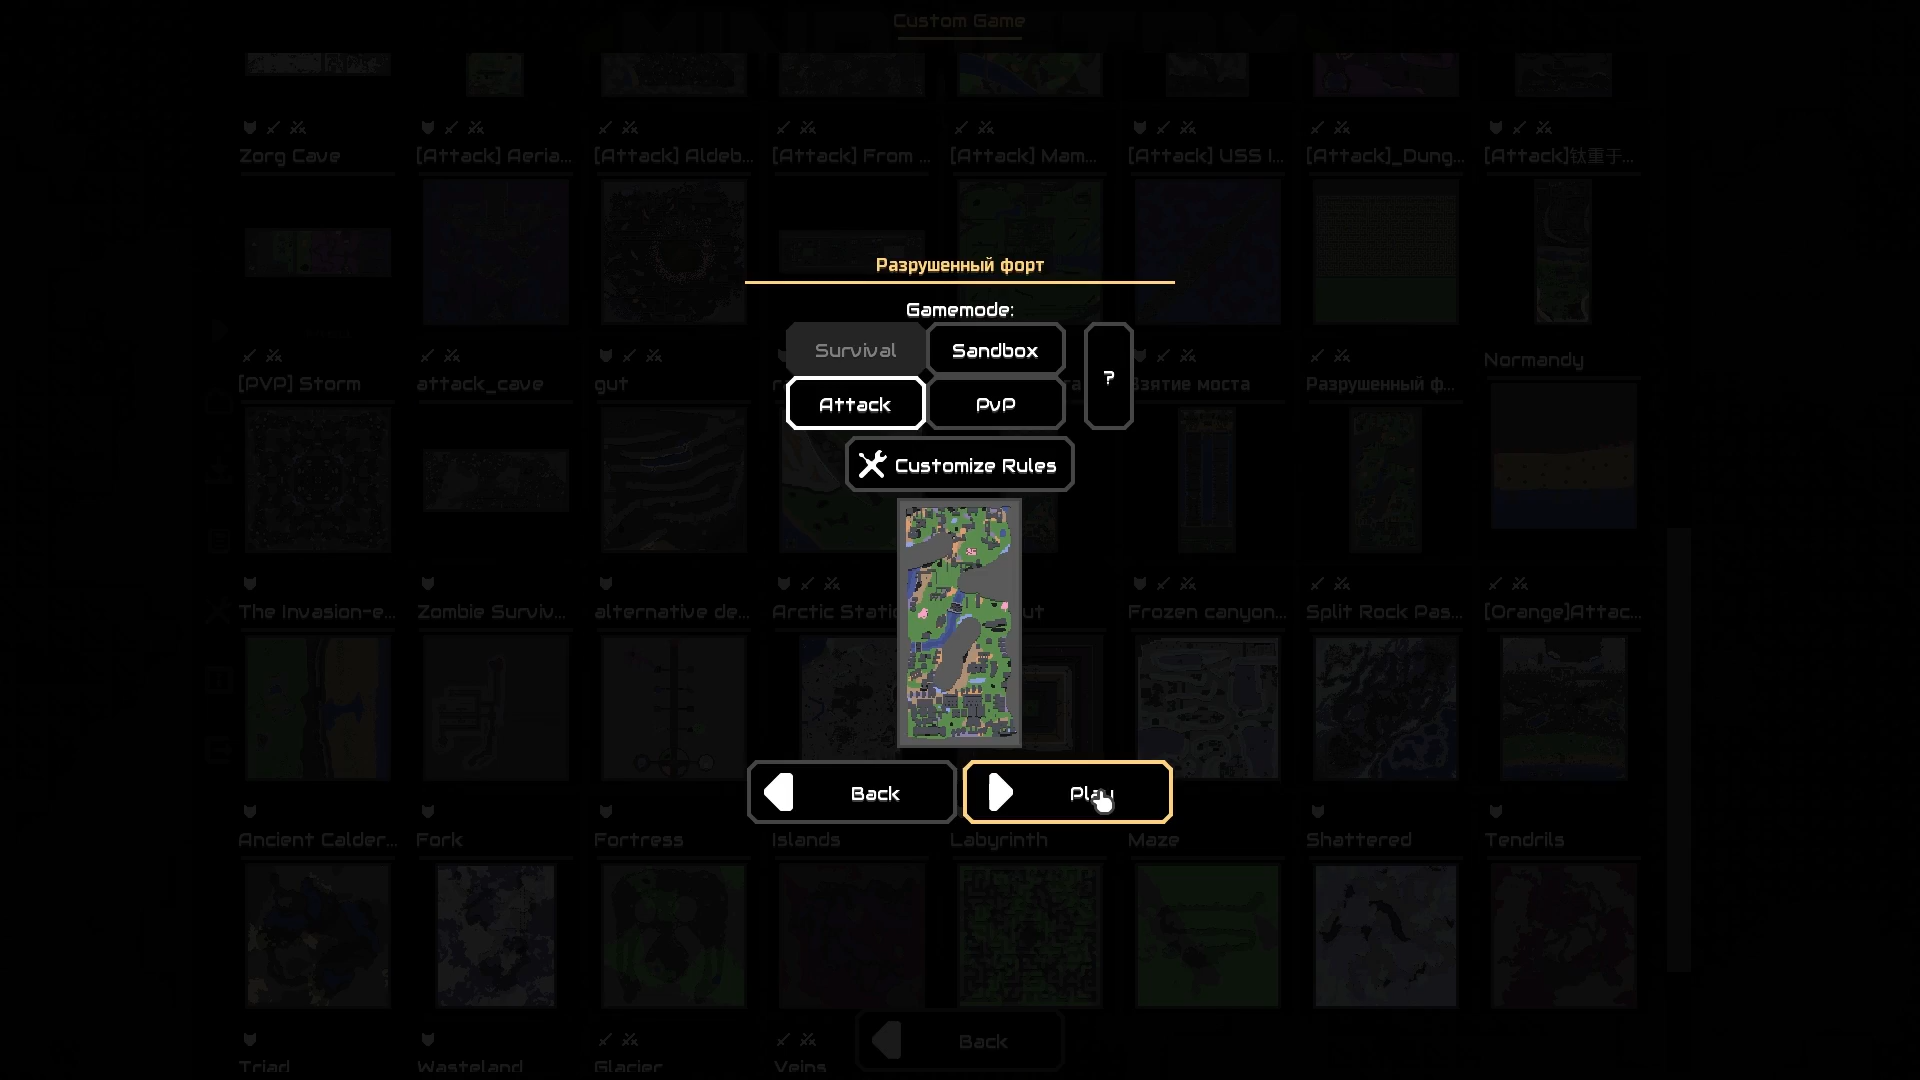 Custom Game
Zorg Cave
[Attack] Aeria...
[Attack] Aldeb...
[Attack] From ...
[Attack] Mam...
[Attack] USS I...
[Attack]_Dung...
[Attack]钛重于...
Разрушенный форт
Gamemode:
Survival
Sandbox
?
Attack
PvP
Customize Rules
[PVP] Storm
attack_cave
gut
Взятие моста
Разрушенный ф...
Normandy
The Invasion-e...
Zombie Surviv...
alternative de...
Arctic Static
Frozen canyon...
Split Rock Pas...
[Orange]Attac...
Back
Play
Ancient Calder...
Fork
Fortress
Islands
Labyrinth
Maze
Shattered
Tendrils
Back
Triad
Wasteland
Glacier
Veins